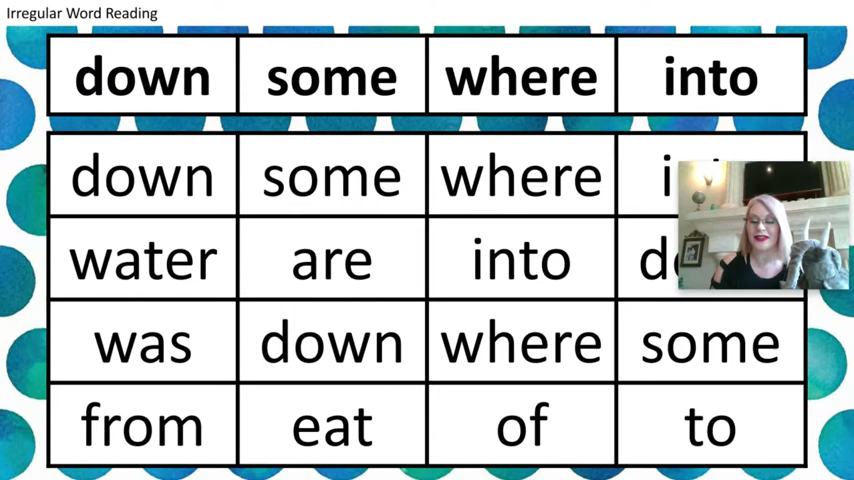 Irregular Word Reading
down some where into
down some where
water are into
was down where some
from eat of to